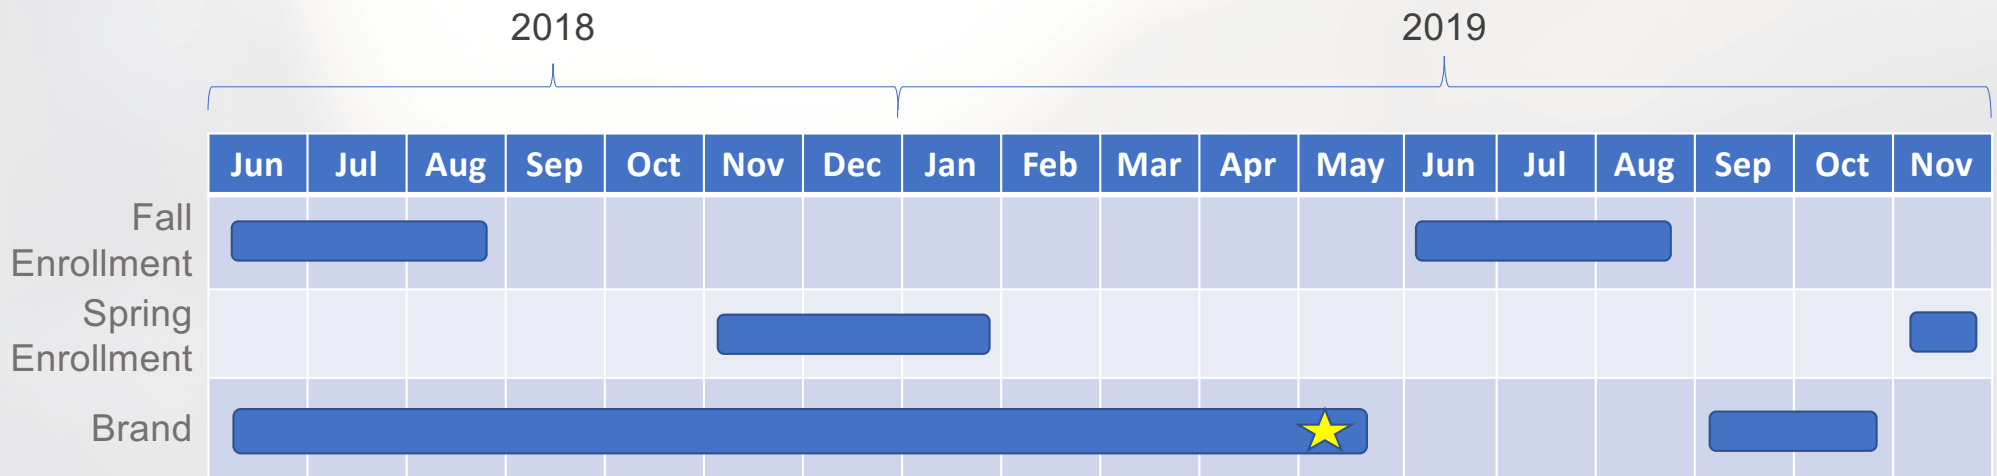 2018 2019
Jun Jul Aug Sep Oct Nov Dec Jan Feb Mar Apr May Jun Jul Aug Sep Oct Nov
Fall
Enrollment
Spring
Enrollment
Brand